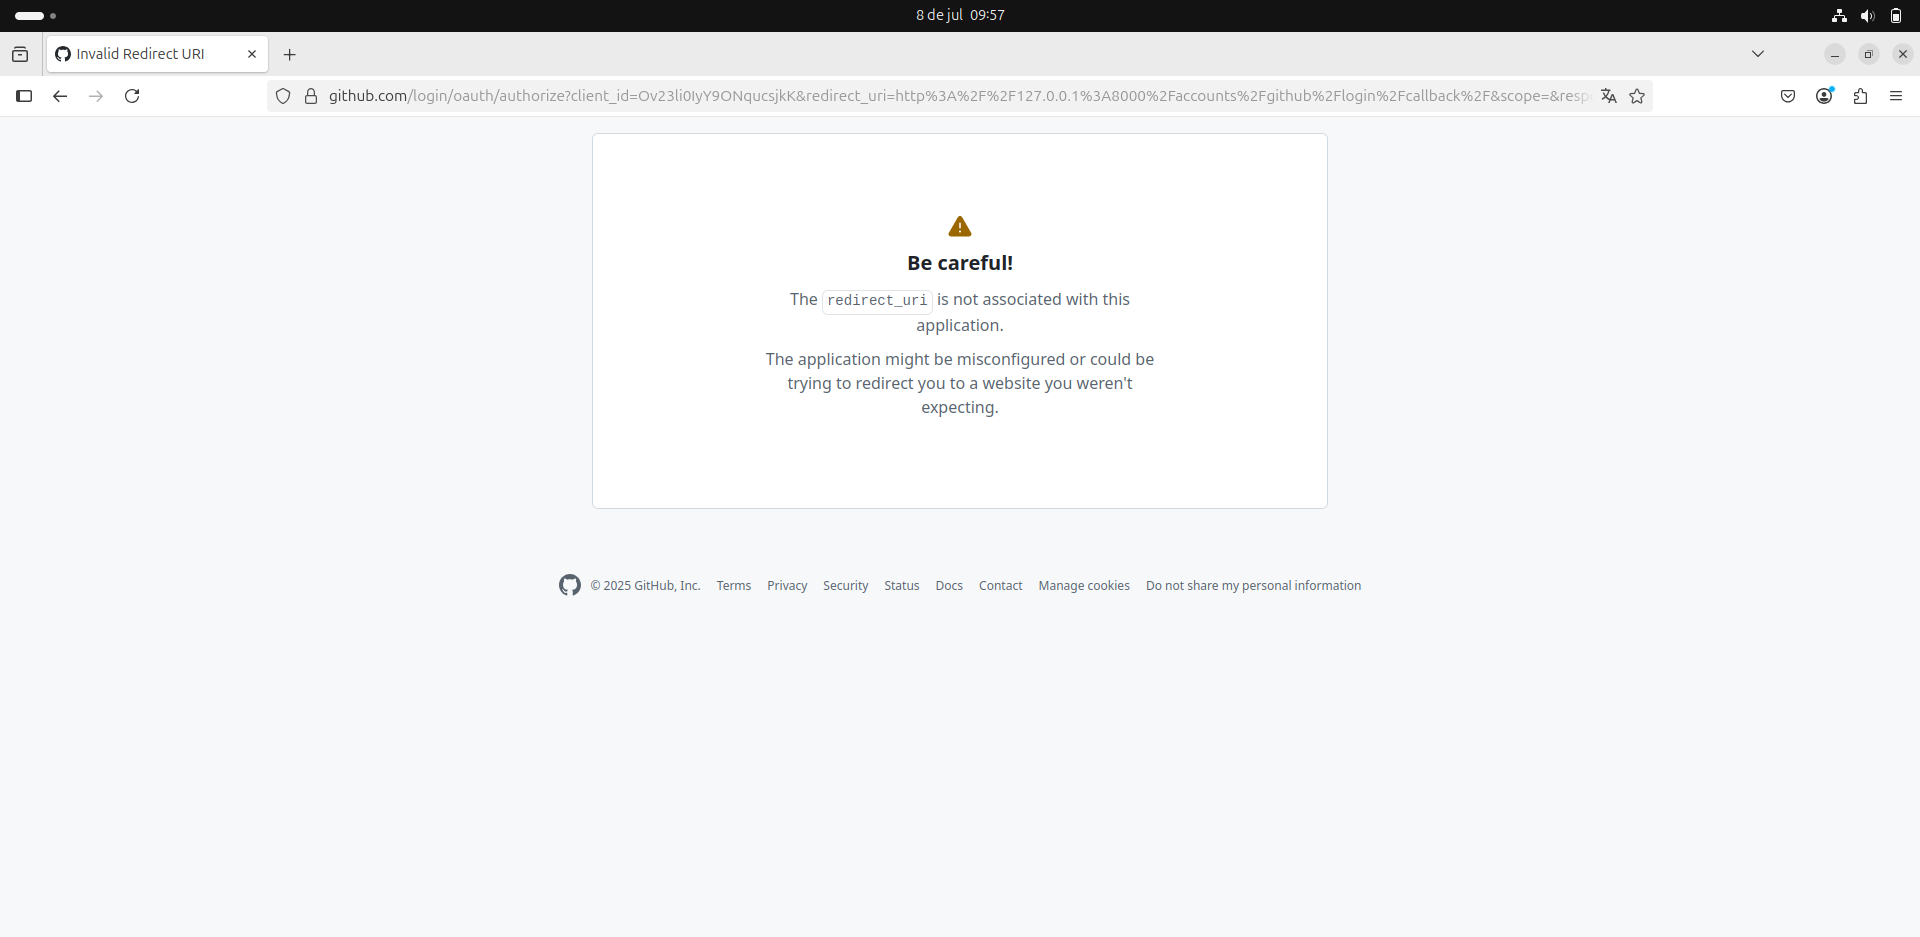 8 de jul 09:57
Invalid Redirect URI
github.com/login/oauth/authorize?client_id=Ov23li0IyY9ONqucsjkK&redirect_uri=http%3A%2F%2F127.0.0.1%3A8000%2Faccounts%2Fgithub%2Flogin%2Fcallback%2F&scope=&resp
Be careful!
The redirect_uri is not associated with this
application.
The application might be misconfigured or could be
trying to redirect you to a website you weren't
expecting.
© 2025 GitHub, Inc. Terms Privacy Security Status Docs Contact Manage cookies Do not share my personal information